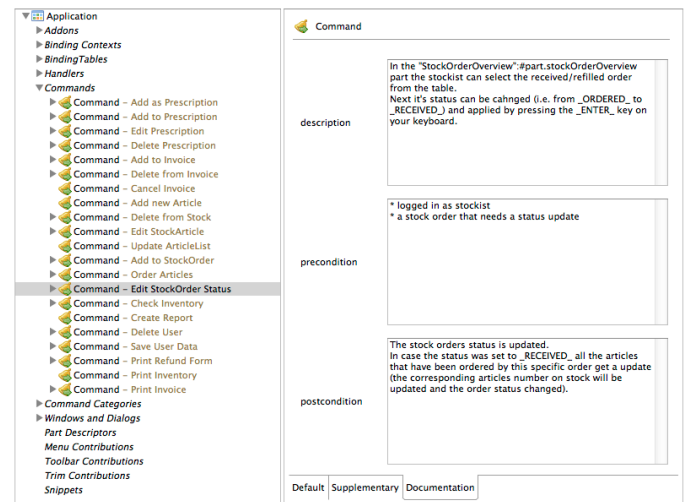 Application
Addons
Binding Contexts
BindingTables
Handlers
Commands
Command – Add as Prescription
Command – Add to Prescription
Command – Edit Prescription
Command – Delete Prescription
Command – Add to Invoice
Command – Delete from Invoice
Command – Cancel Invoice
Command – Add new Article
Command – Delete from Stock
Command – Edit StockArticle
Command – Update ArticleList
Command – Add to StockOrder
Command – Order Articles
Command – Edit StockOrder Status
Command – Check Inventory
Command – Create Report
Command – Delete User
Command – Save User Data
Command – Print Refund Form
Command – Print Inventory
Command – Print Invoice
Command Categories
Windows and Dialogs
Part Descriptors
Menu Contributions
Toolbar Contributions
Trim Contributions
Snippets
Command
description
In the "StockOrderOverview":#part.stockOrderOverview
part the stockist can select the received/refilled order
from the table.
Next it's status can be cahnged (i.e. from _ORDERED_ to
_RECEIVED_) and applied by pressing the _ENTER_ key on
your keyboard.
precondition
* logged in as stockist
* a stock order that needs a status update
postcondition
The stock orders status is updated.
In case the status was set to _RECEIVED_ all the articles
that have been ordered by this specific order get a update
(the corresponding articles number on stock will be
updated and the order status changed).
Default Supplementary Documentation